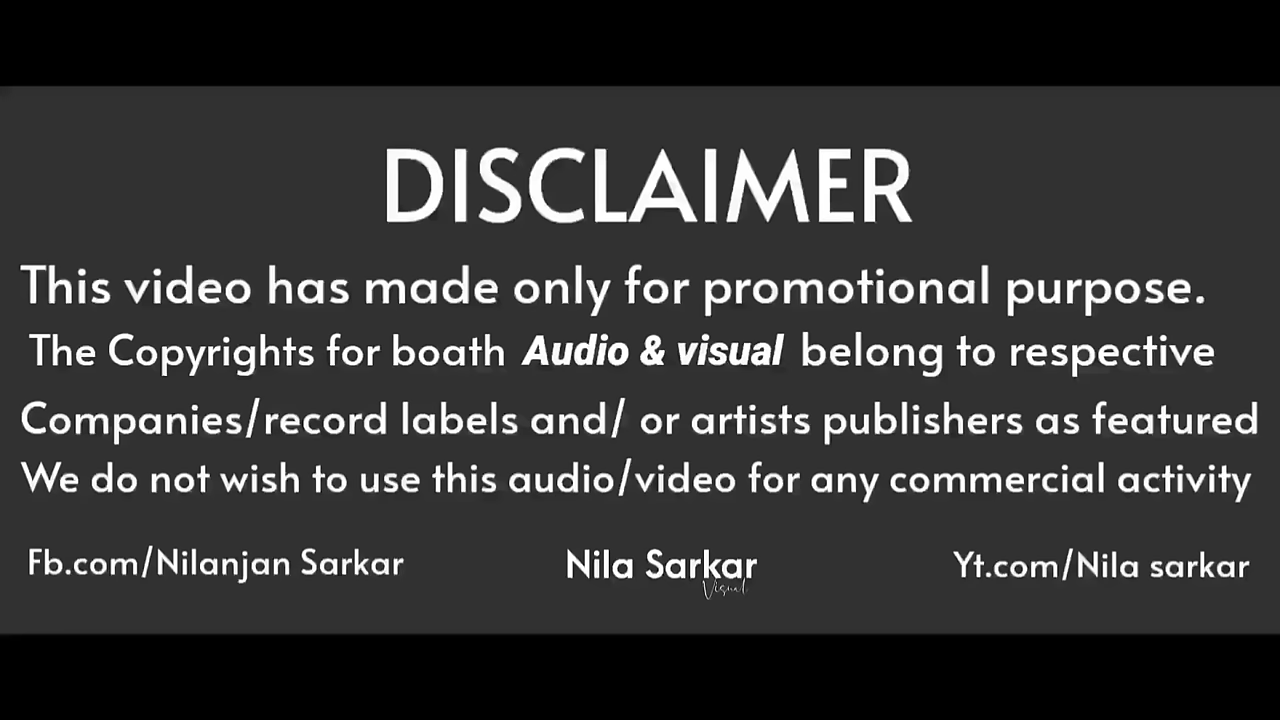 DISCLAIMER
This video has made only for promotional purpose.
The Copyrights for boath Audio & visual belong to respective
Companies/record labels and/ or artists publishers as featured
We do not wish to use this audio/video for any commercial activity
Fb.com/Nilanjan Sarkar Nila Sarkar Yt.com/Nila sarkar
Visual